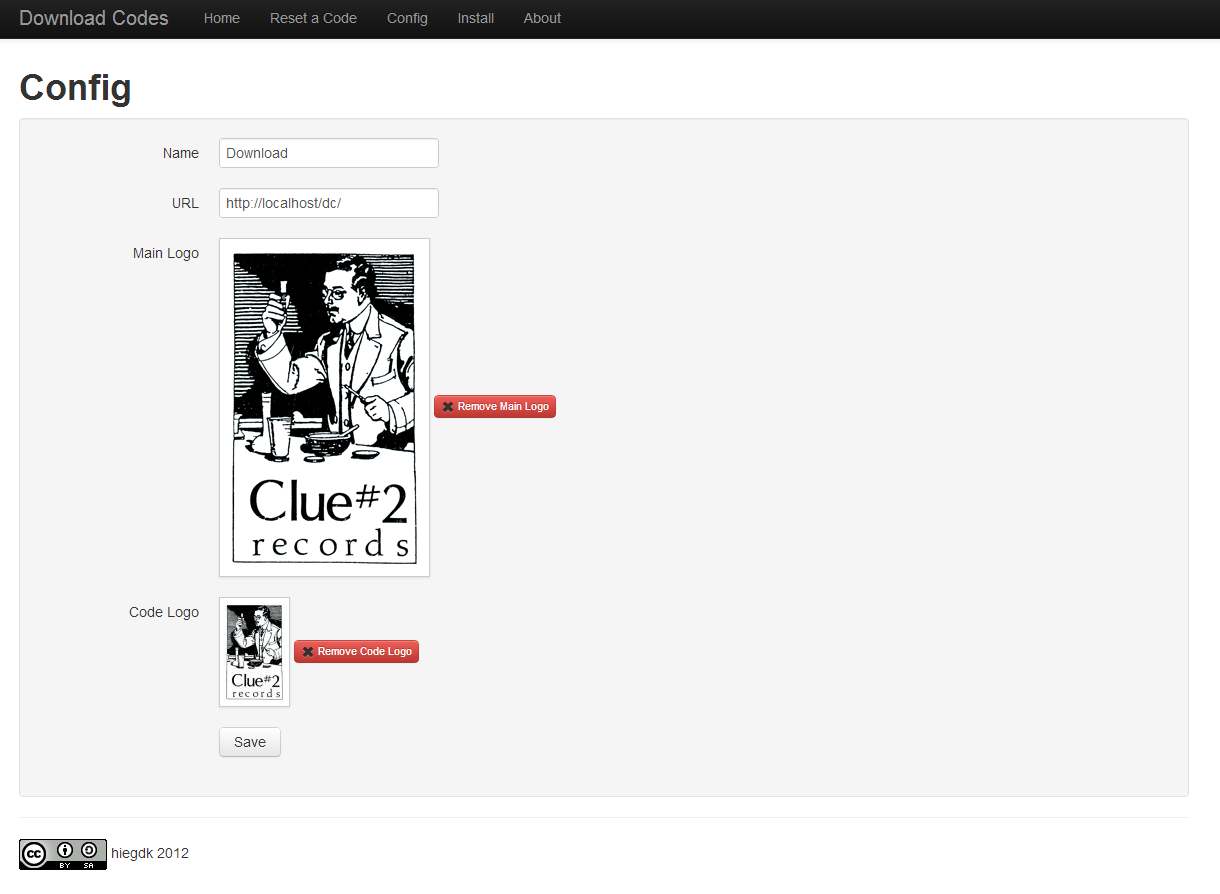 Download Codes Home Reset a Code Config Install About
Config
Name Download
URL http://localhost/dc/
Main Logo
Clue#2
records
Remove Main Logo
Code Logo
Clue#2
records
Remove Code Logo
Save
cc BY SA hiegdk 2012